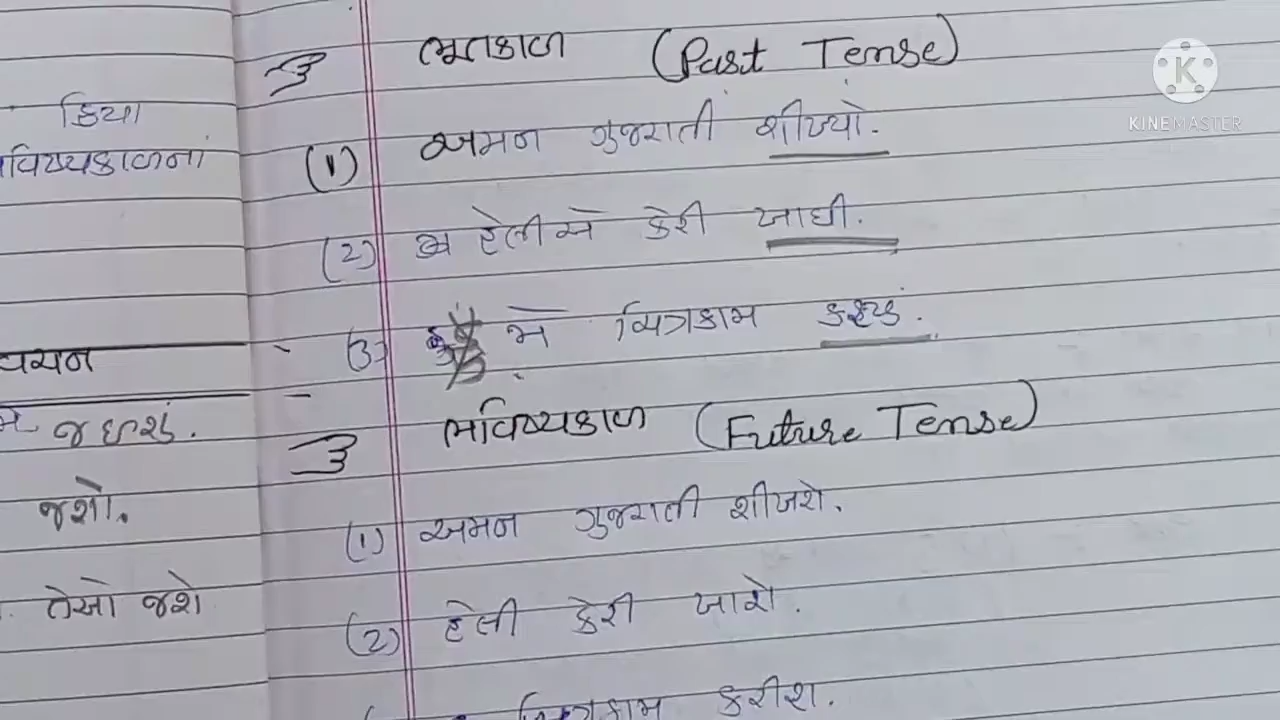 ક્રિયા
ભવિષ્યકાળનાં
વચન
જઇશું.
જશો.
તેઓ જશે
ભૂતકાળ (Past Tense)
(1) અમન ગુજરાતી શીખ્યો.
(2) હેલીએ કેરી ખાધી.
(3) મેં ચિત્રકામ કર્યું.
ભવિષ્યકાળ (Future Tense)
(1) અમન ગુજરાતી શીખશે.
(2) હેલી કેરી ખાશે.
ચિત્રકામ કરીશ.
KINEMASTER